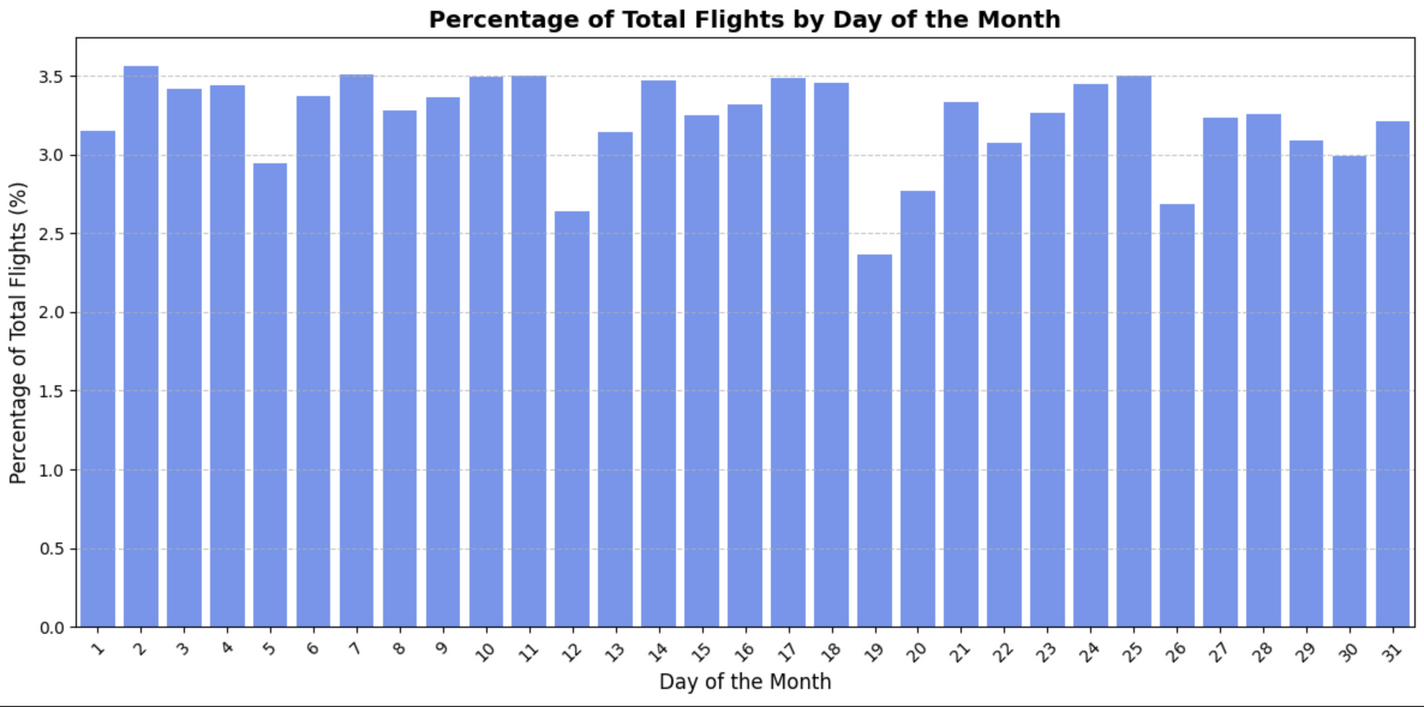 Percentage of Total Flights by Day of the Month
Percentage of Total Flights (%)
3.5
3.0
2.5
2.0
1.5
1.0
0.5
0.0
1 2 3 4 5 6 7 8 9 10 11 12 13 14 15 16 17 18 19 20 21 22 23 24 25 26 27 28 29 30 31
Day of the Month